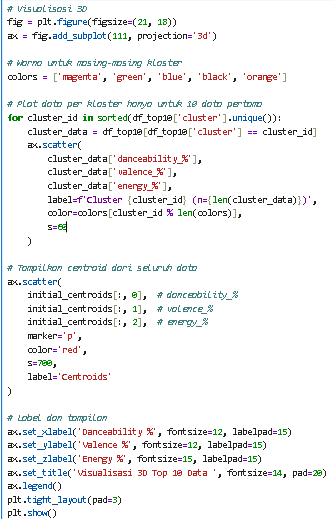 # Visualisasi 3D
fig = plt.figure(figsize=(21, 18))
ax = fig.add_subplot(111, projection='3d')
# Warna untuk masing-masing klaster
colors = ['magenta', 'green', 'blue', 'black', 'orange']
# Plot data per klaster hanya untuk 10 data pertama
for cluster_id in sorted(df_top10['cluster'].unique()):
    cluster_data = df_top10[df_top10['cluster'] == cluster_id]
    ax.scatter(
        cluster_data['danceability_%'],
        cluster_data['valence_%'],
        cluster_data['energy_%'],
        label=f'Cluster {cluster_id} (n={len(cluster_data)})',
        color=colors[cluster_id % len(colors)],
        s=60
    )
# Tampilkan centroid dari seluruh data
ax.scatter(
    initial_centroids[:, 0],  # danceability_%
    initial_centroids[:, 1],  # valence_%
    initial_centroids[:, 2],  # energy_%
    marker='p',
    color='red',
    s=700,
    label='Centroids'
)
# Label dan tampilan
ax.set_xlabel('Danceability %', fontsize=12, labelpad=15)
ax.set_ylabel('Valence %', fontsize=12, labelpad=15)
ax.set_zlabel('Energy %', fontsize=15, labelpad=15)
ax.set_title('Visualisasi 3D Top 10 Data ', fontsize=14, pad=20)
ax.legend()
plt.tight_layout(pad=3)
plt.show()